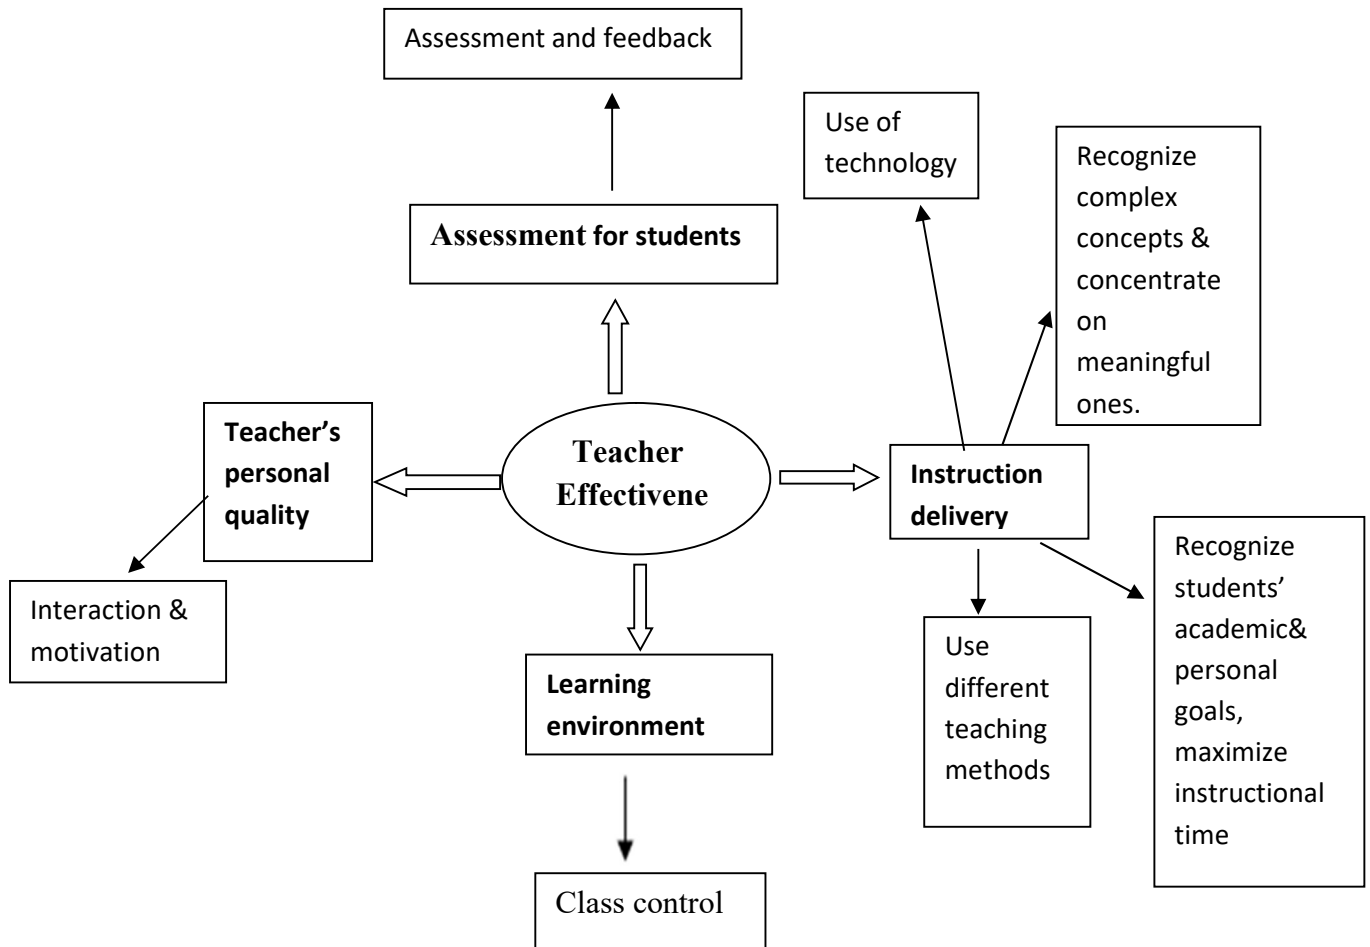 Assessment and feedback
Use of
technology
Recognize
complex
concepts &
concentrate
on
meaningful
ones.
Assessment for students
Teacher's
personal
quality
Teacher
Effectivene
Instruction
delivery
Interaction &
motivation
Learning
environment
Use
different
teaching
methods
Recognize
students'
academic&
personal
goals,
maximize
instructional
time
Class control